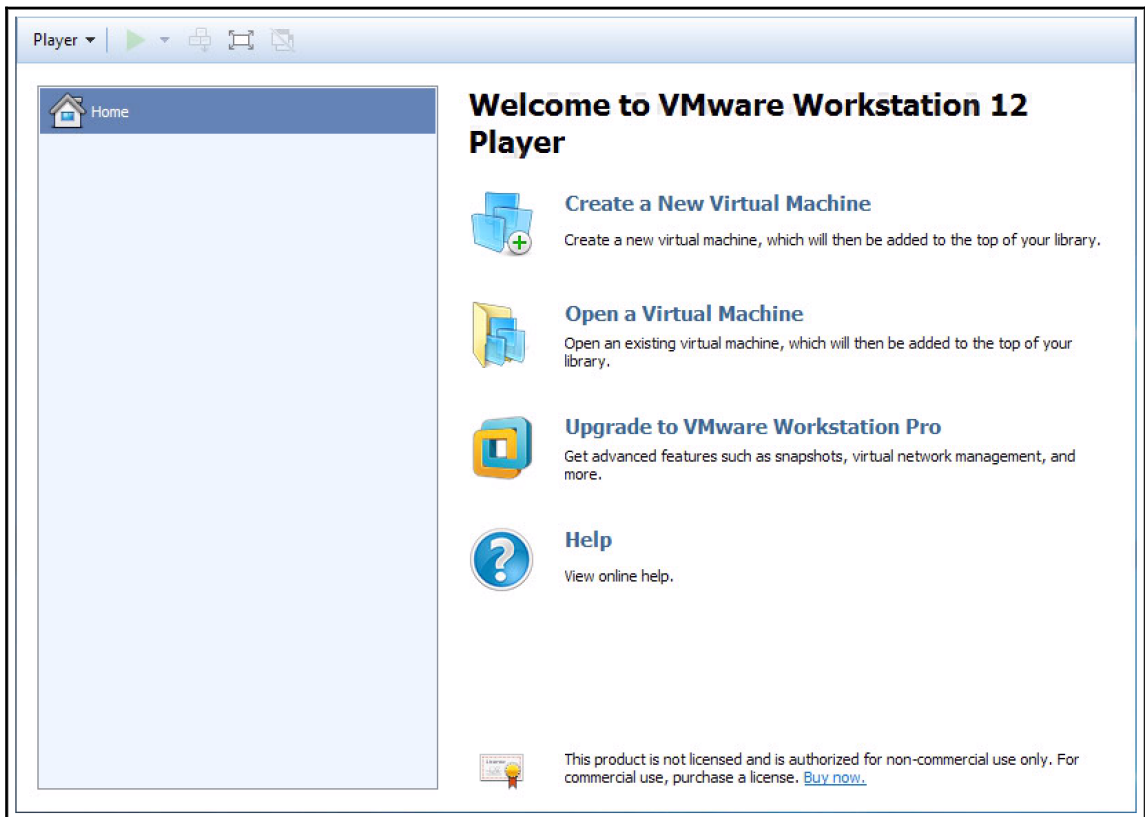 Player
Home
Welcome to VMware Workstation 12
Player
Create a New Virtual Machine
Create a new virtual machine, which will then be added to the top of your library.
Open a Virtual Machine
Open an existing virtual machine, which will then be added to the top of your
library.
Upgrade to VMware Workstation Pro
Get advanced features such as snapshots, virtual network management, and
more.
Help
View online help.
This product is not licensed and is authorized for non-commercial use only. For
commercial use, purchase a license. Buy now.